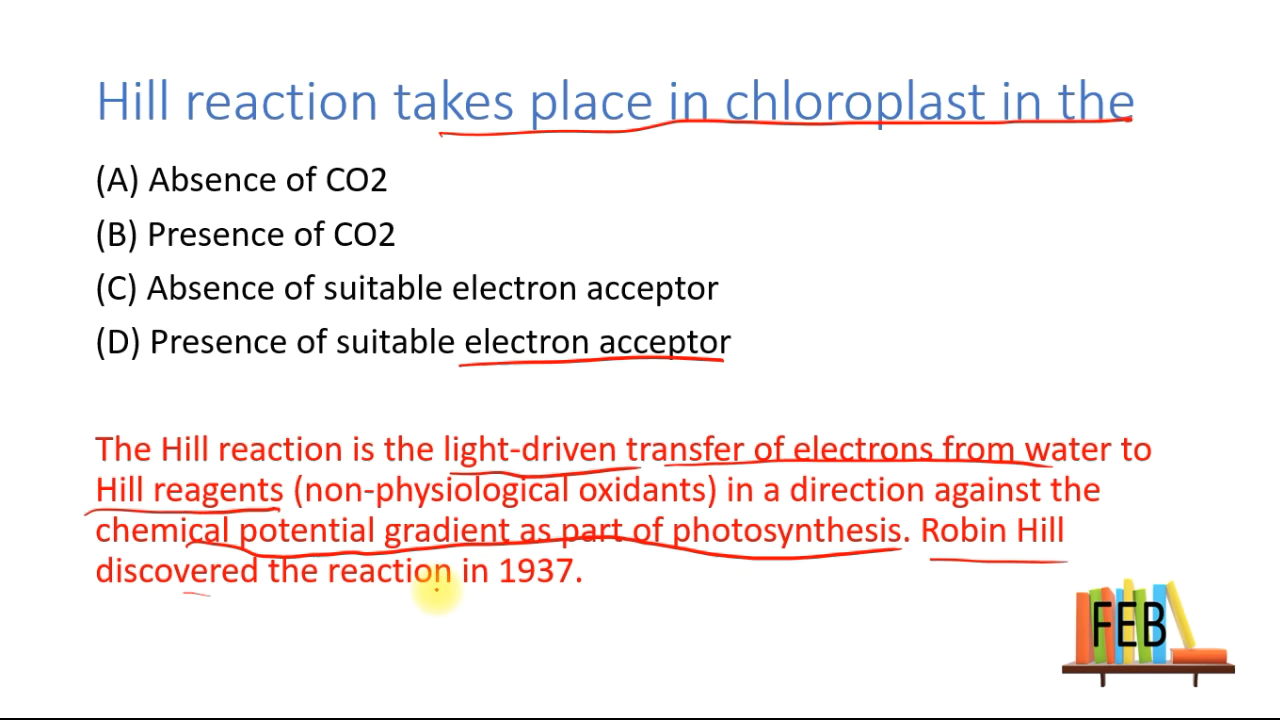 Hill reaction takes place in chloroplast in the
(A) Absence of CO2
(B) Presence of CO2
(C) Absence of suitable electron acceptor
(D) Presence of suitable electron acceptor
The Hill reaction is the light-driven transfer of electrons from water to
Hill reagents (non-physiological oxidants) in a direction against the
chemical potential gradient as part of photosynthesis. Robin Hill
discovered the reaction in 1937.
FEB